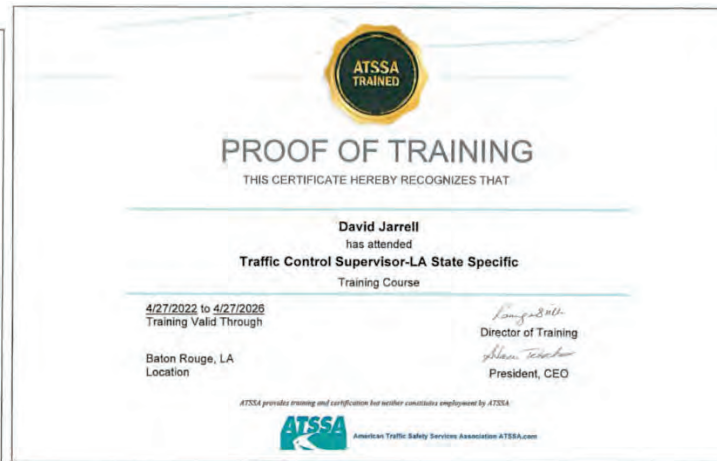 ATSSA
TRAINED
PROOF OF TRAINING
THIS CERTIFICATE HEREBY RECOGNIZES THAT
David Jarrell
has attended
Traffic Control Supervisor-LA State Specific
Training Course
4/27/2022 to 4/27/2026
Training Valid Through
Director of Training
Baton Rouge, LA
Location
President, CEO
ATSSA provides training and certification but neither constitutes employment by ATSSA.
ATSSA
American Traffic Safety Services Association ATSSA.com